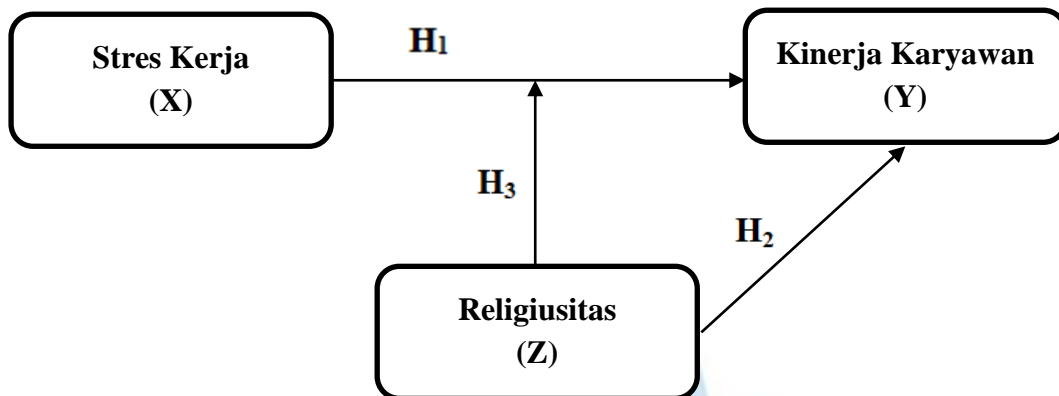 Stres Kerja
(X)
H1
Kinerja Karyawan
(Y)
H3
H2
Religiusitas
(Z)